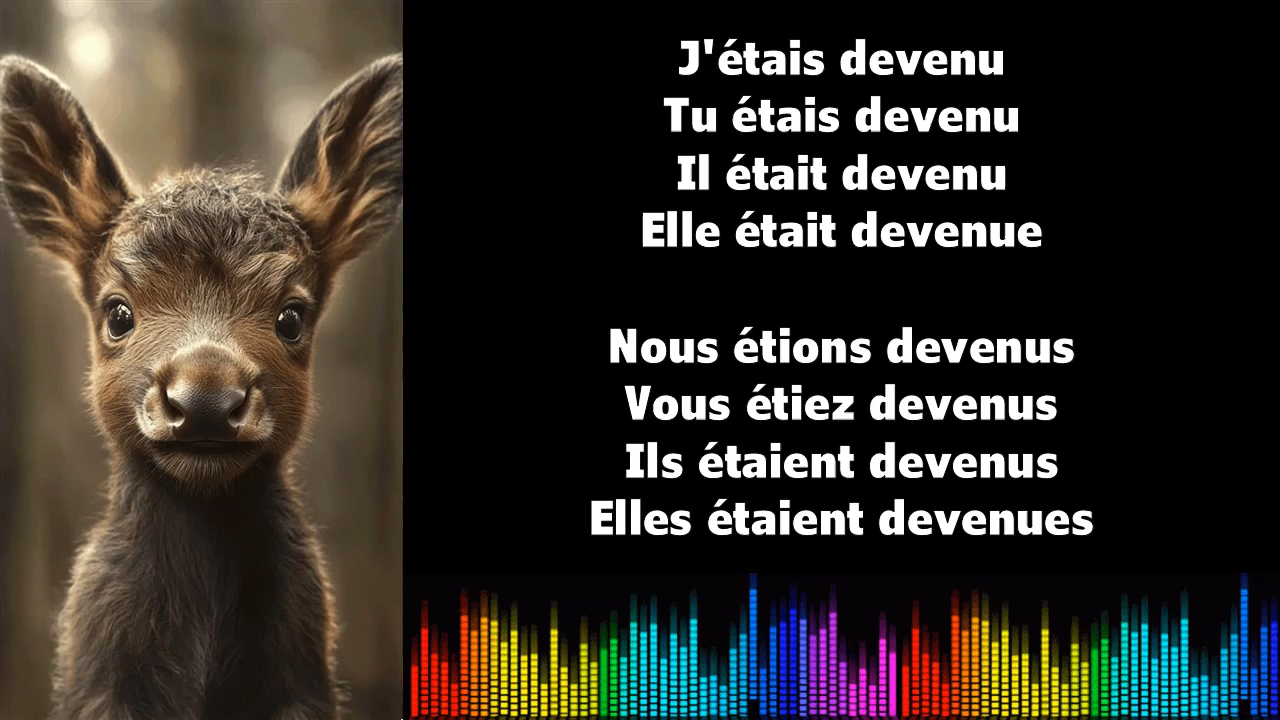 J'étais devenu
Tu étais devenu
Il était devenu
Elle était devenue
Nous étions devenus
Vous étiez devenus
Ils étaient devenus
Elles étaient devenues